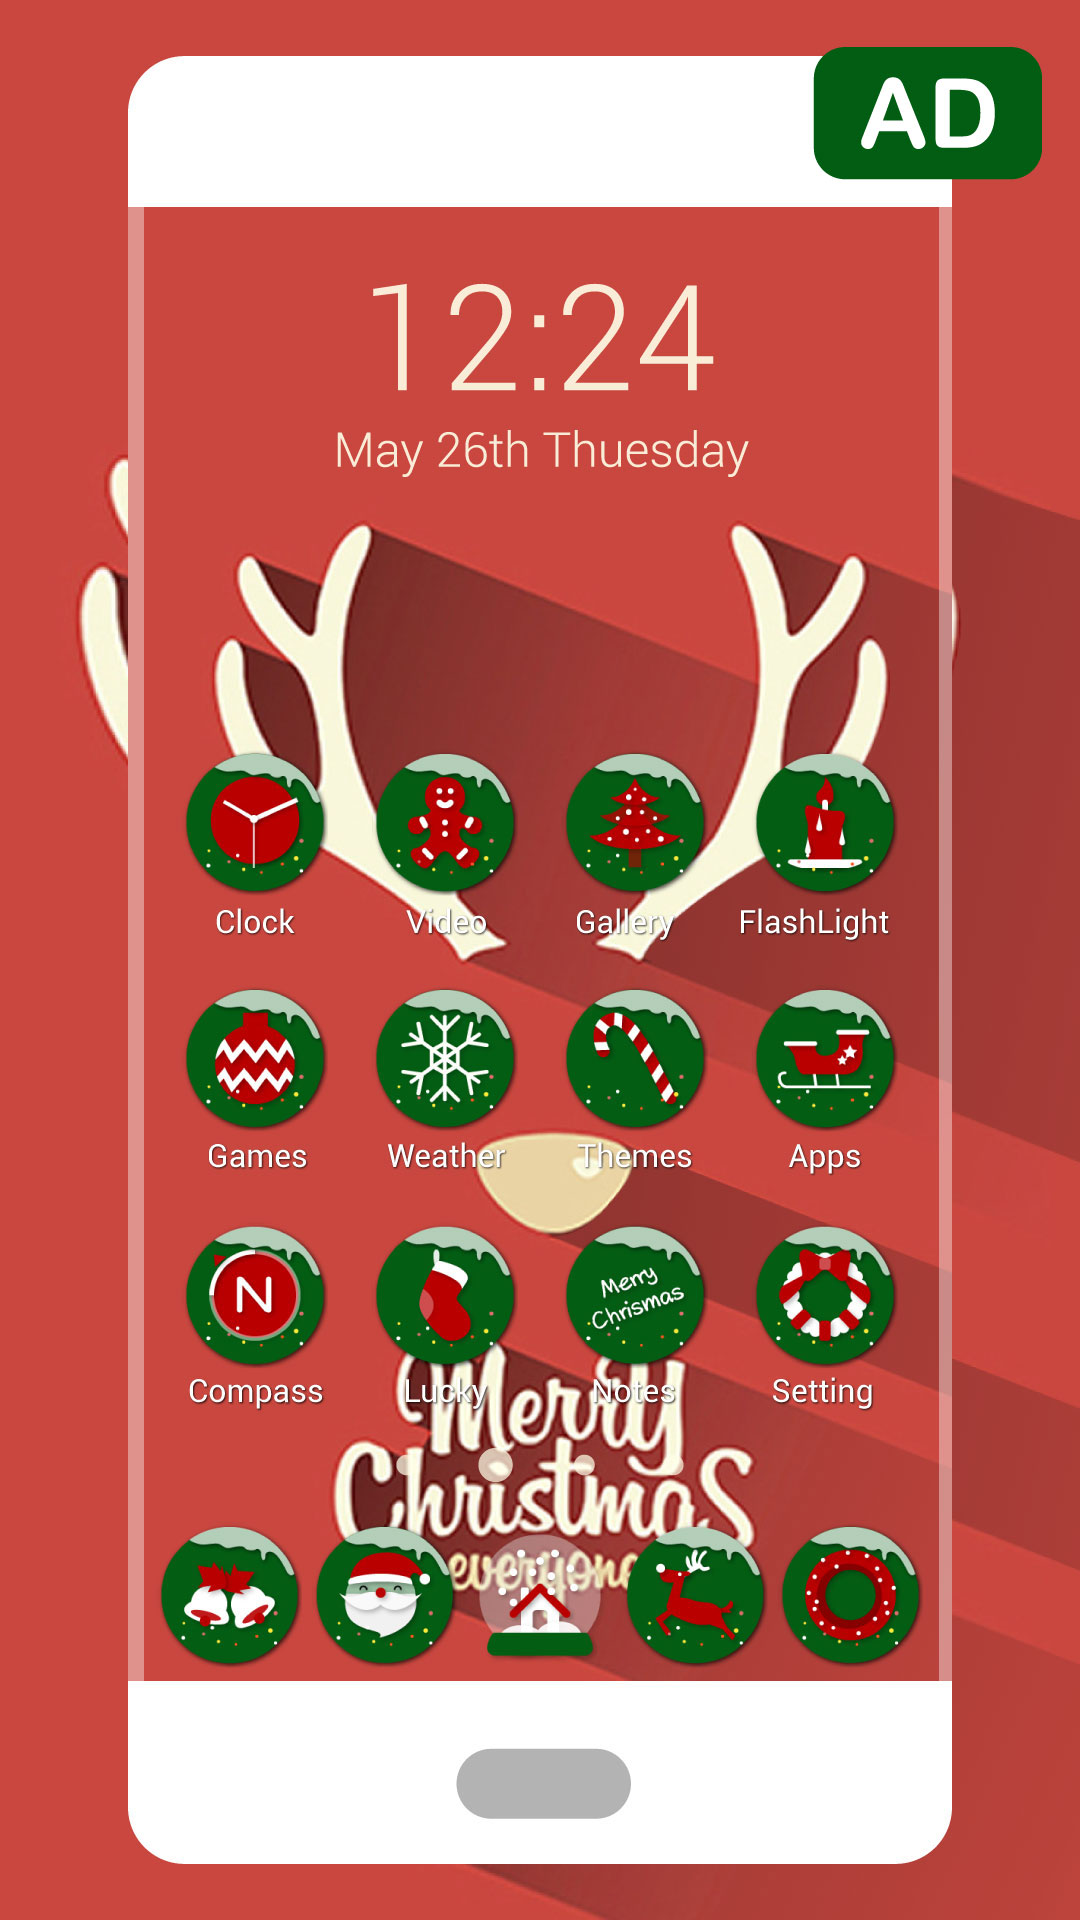 AD
12:24
May 26th Thuesday
Clock Video Gallery FlashLight
Games Weather Themes Apps
N
Merry
Chrismas
Compass Lucky Notes Setting
Merry
Christmas
everyone